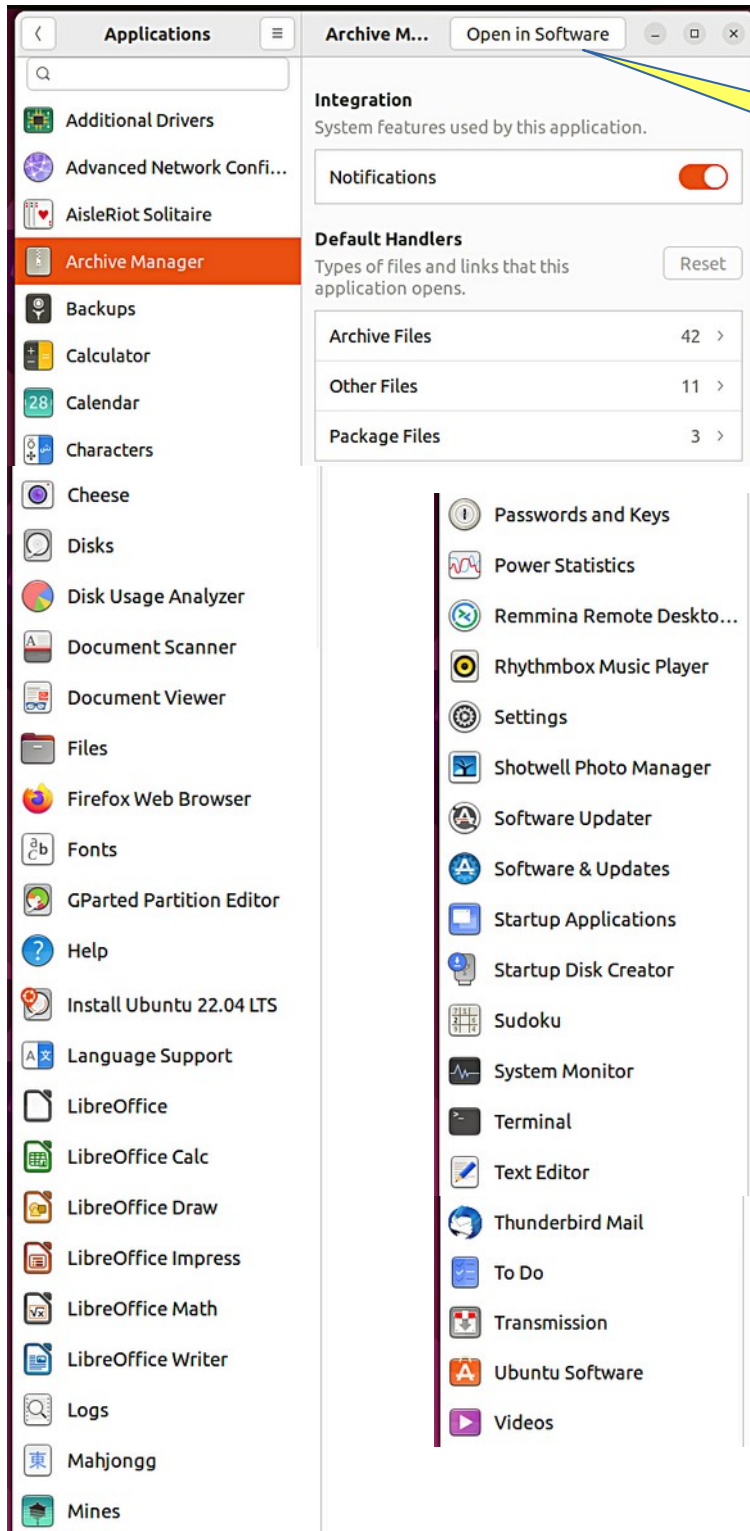 Applications
Archive M...
Open in Software
Additional Drivers
Advanced Network Confi...
AisleRiot Solitaire
Archive Manager
Backups
Calculator
28
Calendar
Characters
Integration
System features used by this application.
Notifications
Default Handlers
Types of files and links that this
application opens.
Reset
Archive Files 42
Other Files 11
Package Files 3
Cheese
Disks
Disk Usage Analyzer
Document Scanner
Document Viewer
Files
Firefox Web Browser
Fonts
GParted Partition Editor
Help
Install Ubuntu 22.04 LTS
Language Support
LibreOffice
LibreOffice Calc
LibreOffice Draw
LibreOffice Impress
LibreOffice Math
LibreOffice Writer
Logs
東
Mahjongg
Mines
Passwords and Keys
Power Statistics
Remmina Remote Deskto...
Rhythmbox Music Player
Settings
Shotwell Photo Manager
Software Updater
Software & Updates
Startup Applications
Startup Disk Creator
Sudoku
System Monitor
Terminal
Text Editor
Thunderbird Mail
To Do
Transmission
Ubuntu Software
Videos